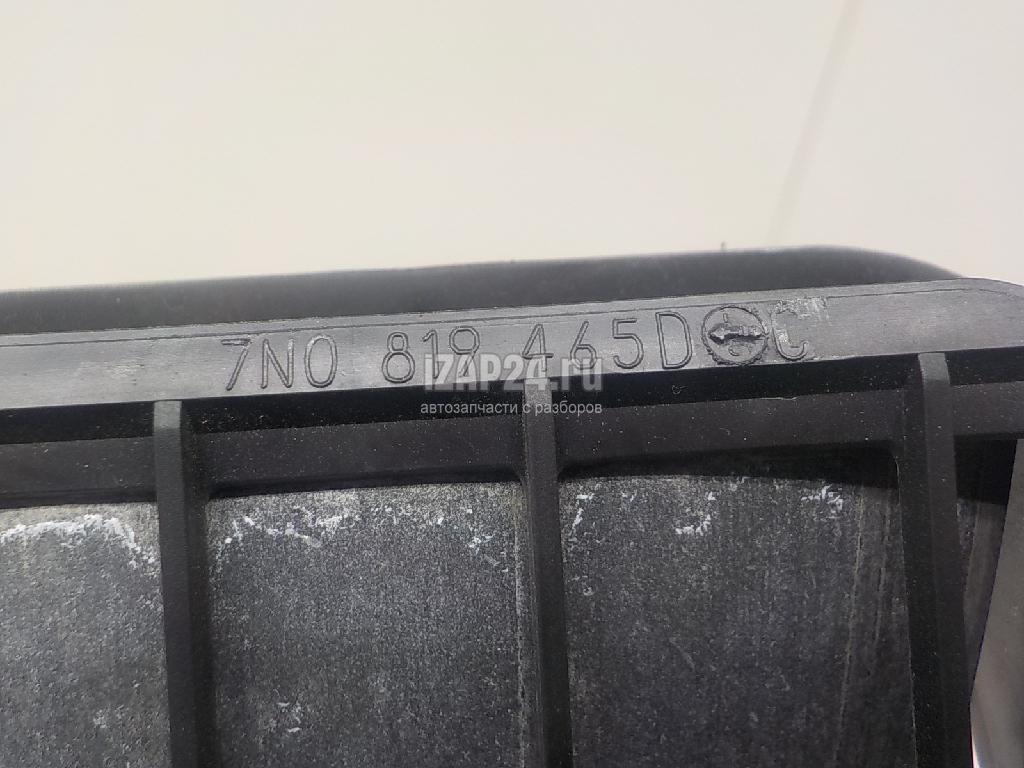 7N0 819 465D C
iZAP24.ru
автозапчасти с разборов